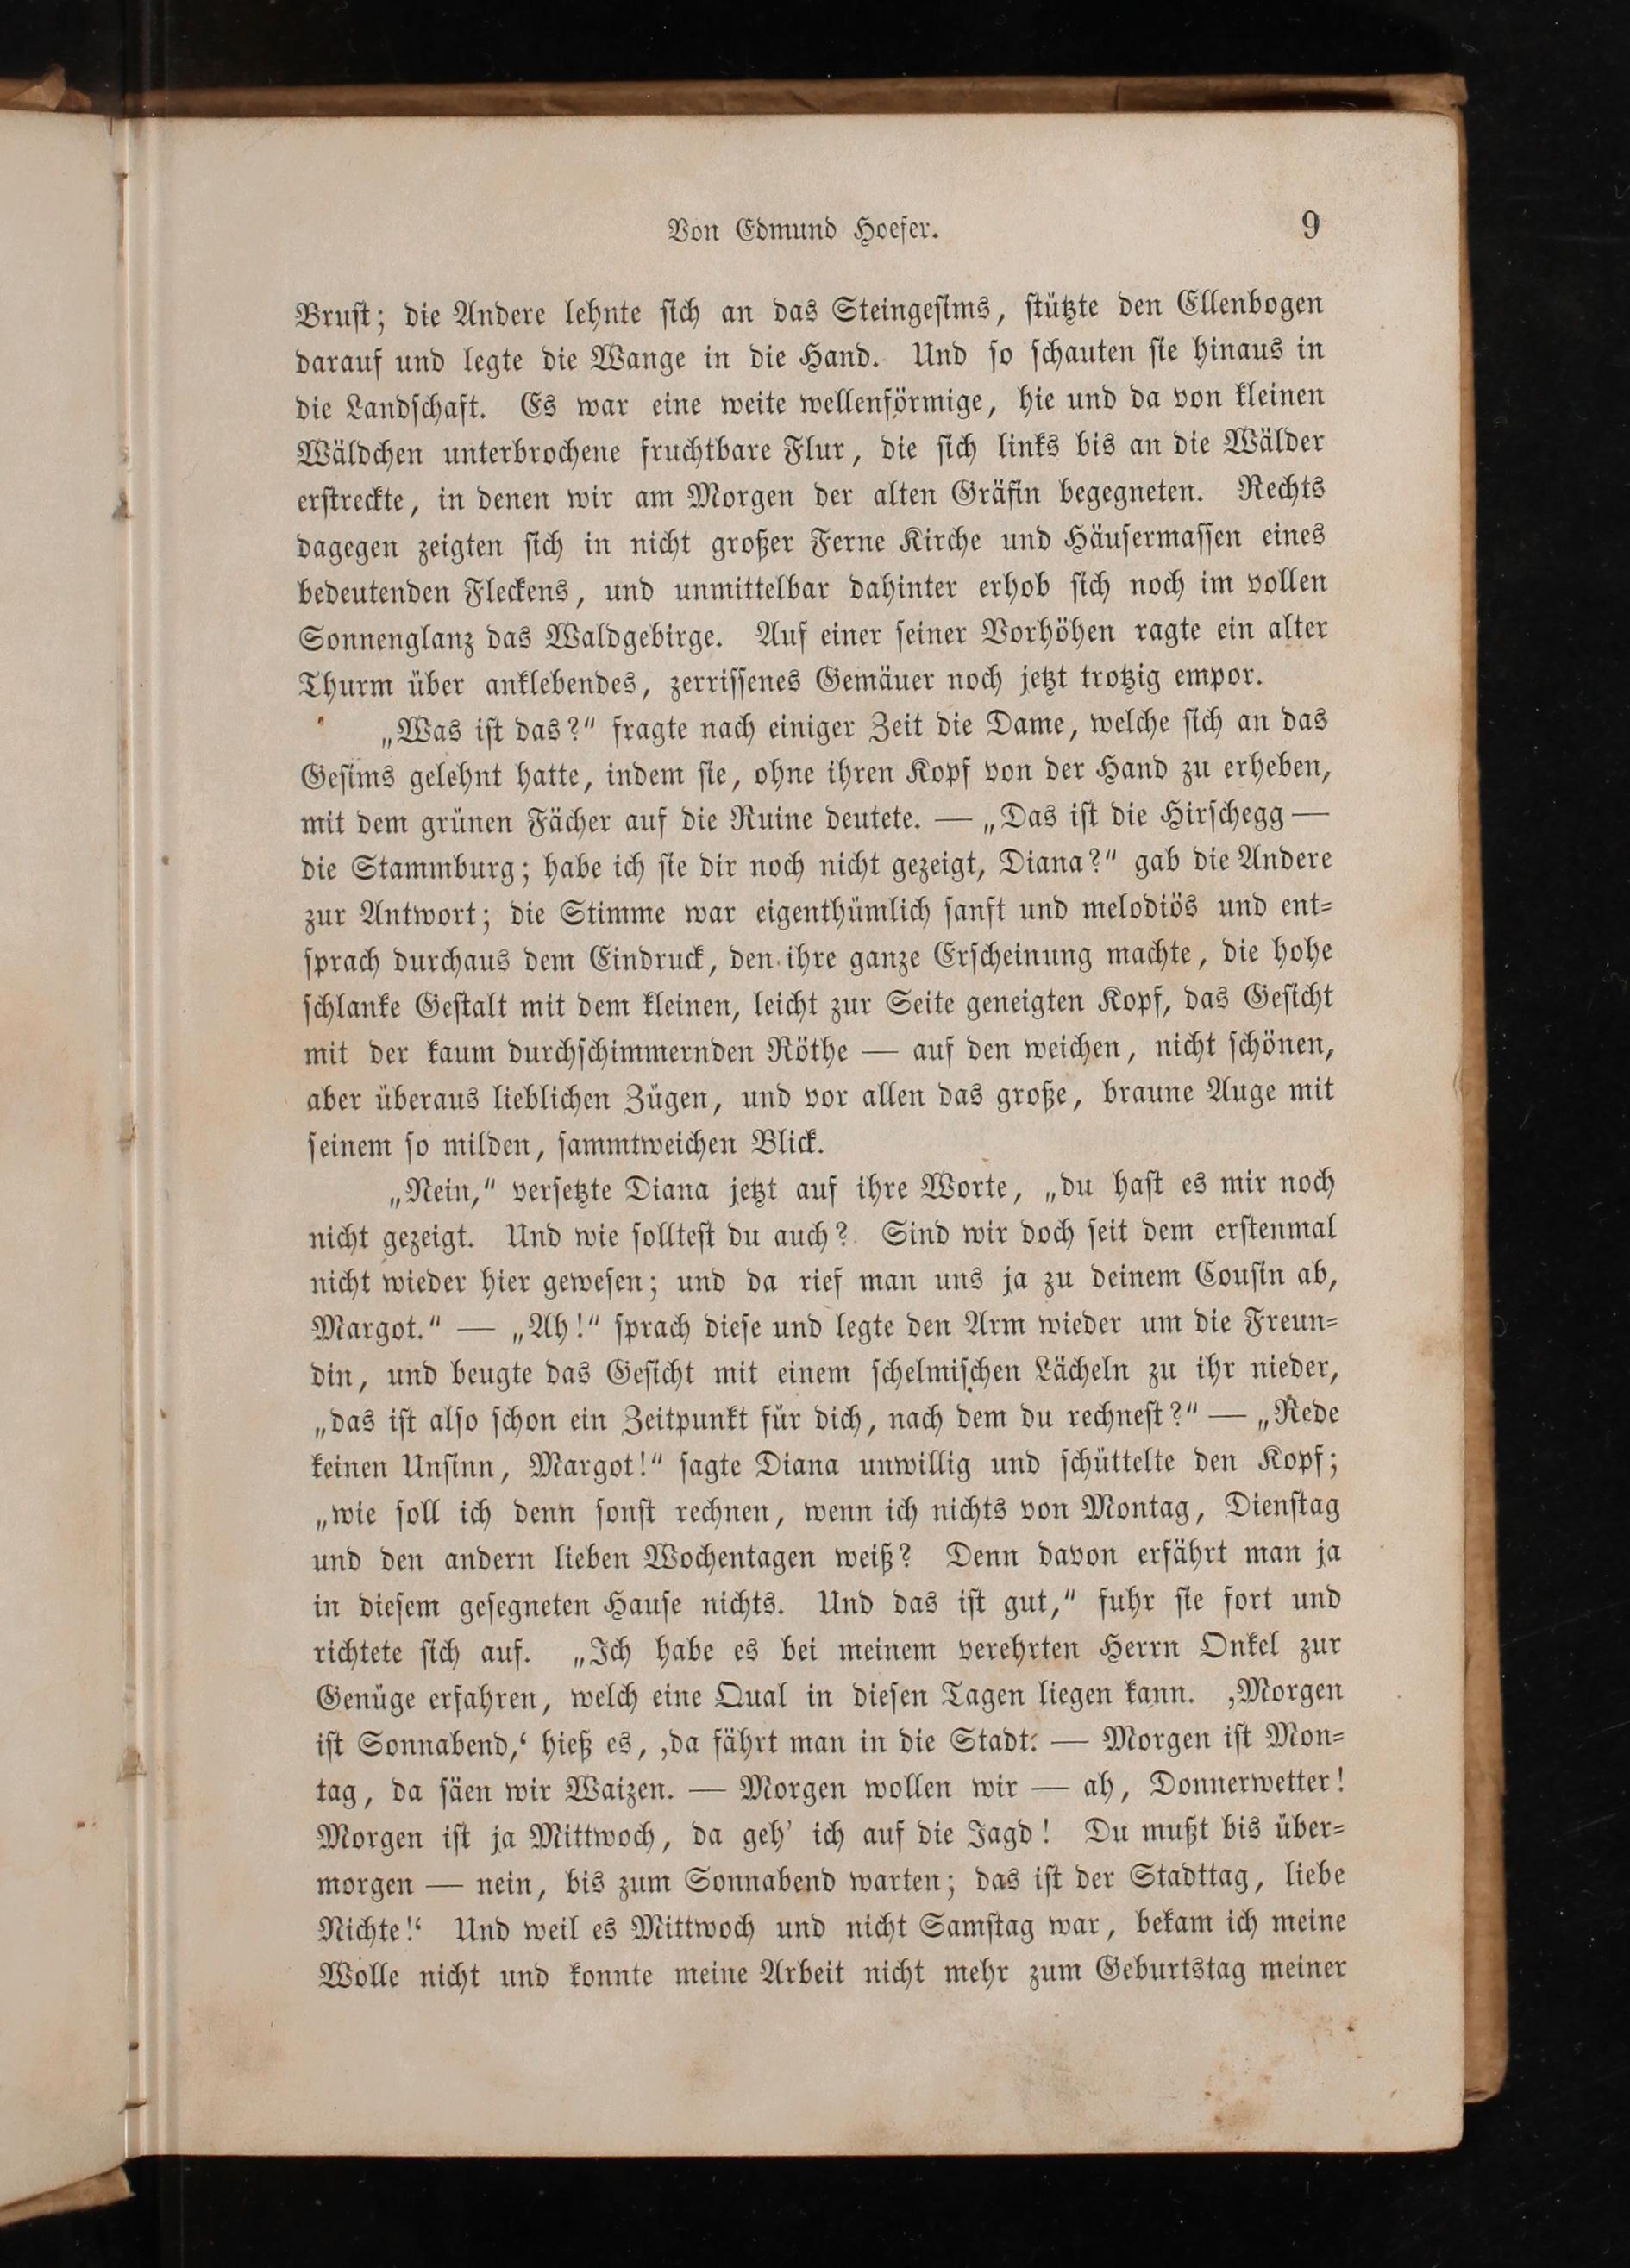 Von Edmund Hoefer. 9
Brust; die Andere lehnte sich an das Steingesims, stützte den Ellenbogen
darauf und legte die Wange in die Hand. Und so schauten sie hinaus in
die Landschaft. Es war eine weite wellenförmige, hie und da von kleinen
Wäldchen unterbrochene fruchtbare Flur, die sich links bis an die Wälder
erstreckte, in denen wir am Morgen der alten Gräfin begegneten. Rechts
dagegen zeigten sich in nicht großer Ferne Kirche und Häusermassen eines
bedeutenden Fleckens, und unmittelbar dahinter erhob sich noch im vollen
Sonnenglanz das Waldgebirge. Auf einer seiner Vorhöhen ragte ein alter
Thurm über anklebendes, zerrissenes Gemäuer noch jetzt trotzig empor.
„Was ist das?“ fragte nach einiger Zeit die Dame, welche sich an das
Gesims gelehnt hatte, indem sie, ohne ihren Kopf von der Hand zu erheben,
mit dem grünen Fächer auf die Ruine deutete. — „Das ist die Hirschegg —
die Stammburg; habe ich sie dir noch nicht gezeigt, Diana?“ gab die Andere
zur Antwort; die Stimme war eigenthümlich sanft und melodiös und ent-
sprach durchaus dem Eindruck, den ihre ganze Erscheinung machte, die hohe
schlanke Gestalt mit dem kleinen, leicht zur Seite geneigten Kopf, das Gesicht
mit der kaum durchschimmernden Röthe — auf den weichen, nicht schönen,
aber überaus lieblichen Zügen, und vor allen das große, braune Auge mit
seinem so milden, sammtweichen Blick.
„Nein,“ versetzte Diana jetzt auf ihre Worte, „du hast es mir noch
nicht gezeigt. Und wie solltest du auch? Sind wir doch seit dem erstenmal
nicht wieder hier gewesen; und da rief man uns ja zu deinem Cousin ab,
Margot.“ — „Ah!“ sprach diese und legte den Arm wieder um die Freun-
din, und beugte das Gesicht mit einem schelmischen Lächeln zu ihr nieder,
„das ist also schon ein Zeitpunkt für dich, nach dem du rechnest?“ — „Rede
keinen Unsinn, Margot!“ sagte Diana unwillig und schüttelte den Kopf;
„wie soll ich denn sonst rechnen, wenn ich nichts von Montag, Dienstag
und den andern lieben Wochentagen weiß? Denn davon erfährt man ja
in diesem gesegneten Hause nichts. Und das ist gut,“ fuhr sie fort und
richtete sich auf. „Ich habe es bei meinem verehrten Herrn Onkel zur
Genüge erfahren, welch eine Qual in diesen Tagen liegen kann. ‚Morgen
ist Sonnabend,‘ hieß es, ‚da fährt man in die Stadt: — Morgen ist Mon-
tag, da säen wir Waizen. — Morgen wollen wir — ah, Donnerwetter!
Morgen ist ja Mittwoch, da geh’ ich auf die Jagd! Du mußt bis über-
morgen — nein, bis zum Sonnabend warten; das ist der Stadttag, liebe
Nichte!‘ Und weil es Mittwoch und nicht Samstag war, bekam ich meine
Wolle nicht und konnte meine Arbeit nicht mehr zum Geburtstag meiner